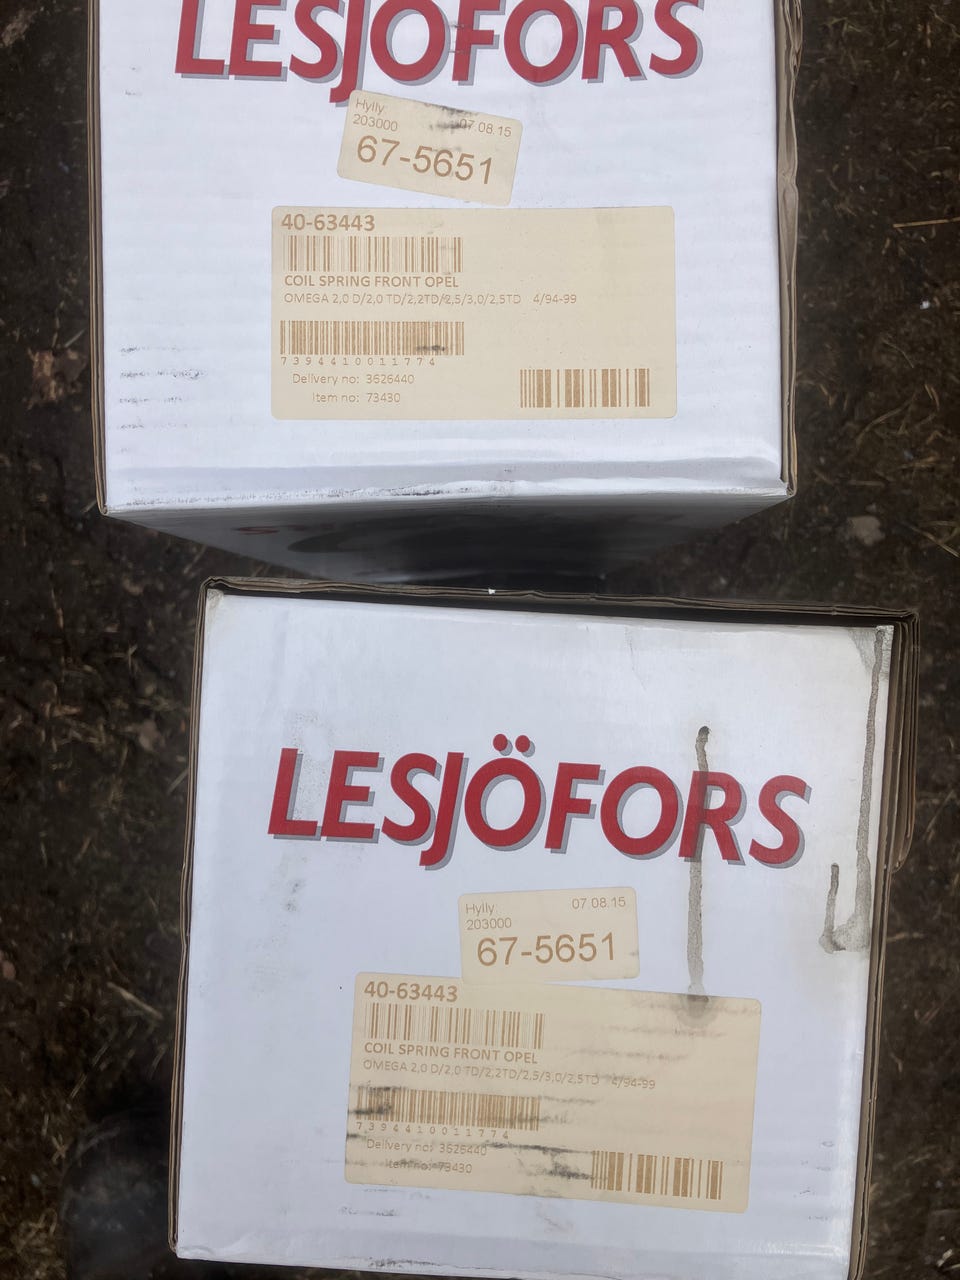 LESJÖFORS
Hylly:
203000 07.08.15
67-5651
40-63443
COIL SPRING FRONT OPEL
OMEGA 2,0 D/2,0 TD/2,2TD/2,5/3,0/2,5TD 4/94-99
7394410011774
Delivery no: 3626440
Item no: 73430
LESJÖFORS
Hylly: 07.08.15
203000
67-5651
40-63443
COIL SPRING FRONT OPEL
OMEGA 2,0 D/2,0 TD/2,2TD/2,5/3,0/2,5TD 4/94-99
7394410011774
Delivery no: 3626440
Item no: 73430